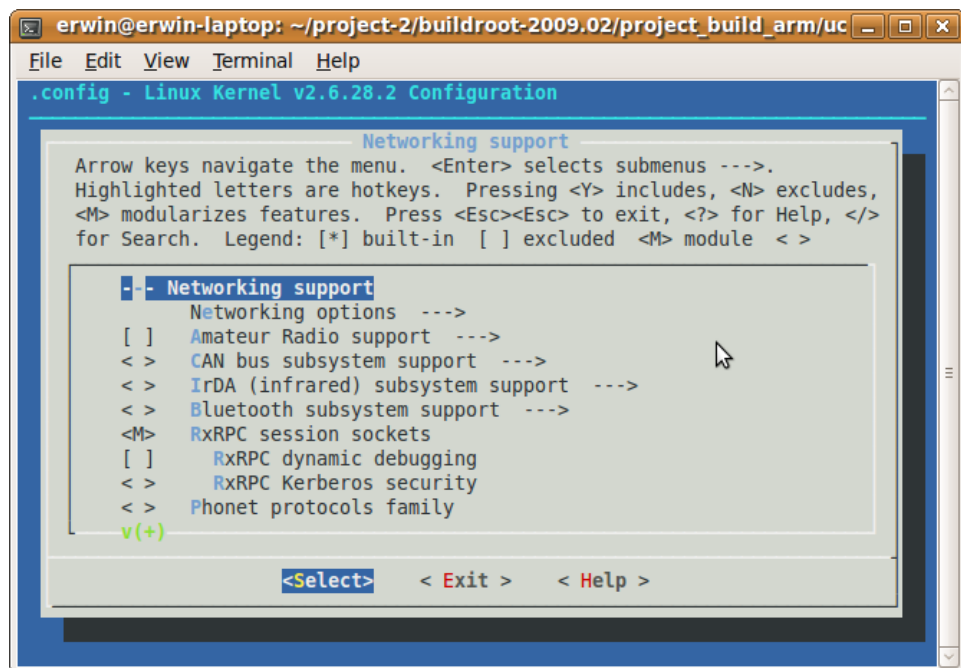 erwin@erwin-laptop: ~/project-2/buildroot-2009.02/project_build_arm/uc
File Edit View Terminal Help
.config - Linux Kernel v2.6.28.2 Configuration
Networking support
Arrow keys navigate the menu. <Enter> selects submenus --->.
Highlighted letters are hotkeys. Pressing <Y> includes, <N> excludes,
<M> modularizes features. Press <Esc><Esc> to exit, <?> for Help, </>
for Search. Legend: [*] built-in [ ] excluded <M> module < >
--- Networking support
Networking options --->
[ ] Amateur Radio support --->
< > CAN bus subsystem support --->
< > IrDA (infrared) subsystem support --->
< > Bluetooth subsystem support --->
<M> RxRPC session sockets
[ ] RxRPC dynamic debugging
< > RxRPC Kerberos security
< > Phonet protocols family
v(+)
<Select> < Exit > < Help >